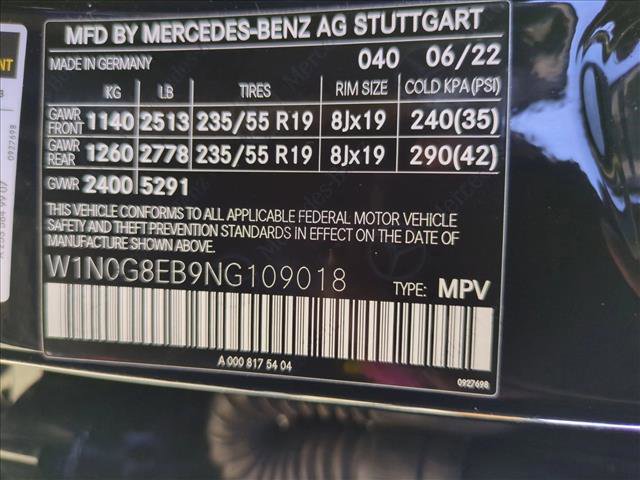 MFD BY MERCEDES-BENZ AG STUTTGART
MADE IN GERMANY 040 06/22
KG LB TIRES RIM SIZE COLD KPA(PSI)
GAWR FRONT 1140 2513 235/55 R19 8Jx19 240(35)
GAWR REAR 1260 2778 235/55 R19 8Jx19 290(42)
GVWR 2400 5291
THIS VEHICLE CONFORMS TO ALL APPLICABLE FEDERAL MOTOR VEHICLE
SAFETY AND THEFT PREVENTION STANDARDS IN EFFECT ON THE DATE
OF MANUFACTURE SHOWN ABOVE.
W1N0G8EB9NG109018 TYPE: MPV
A 000 817 54 04
0927698
0927698